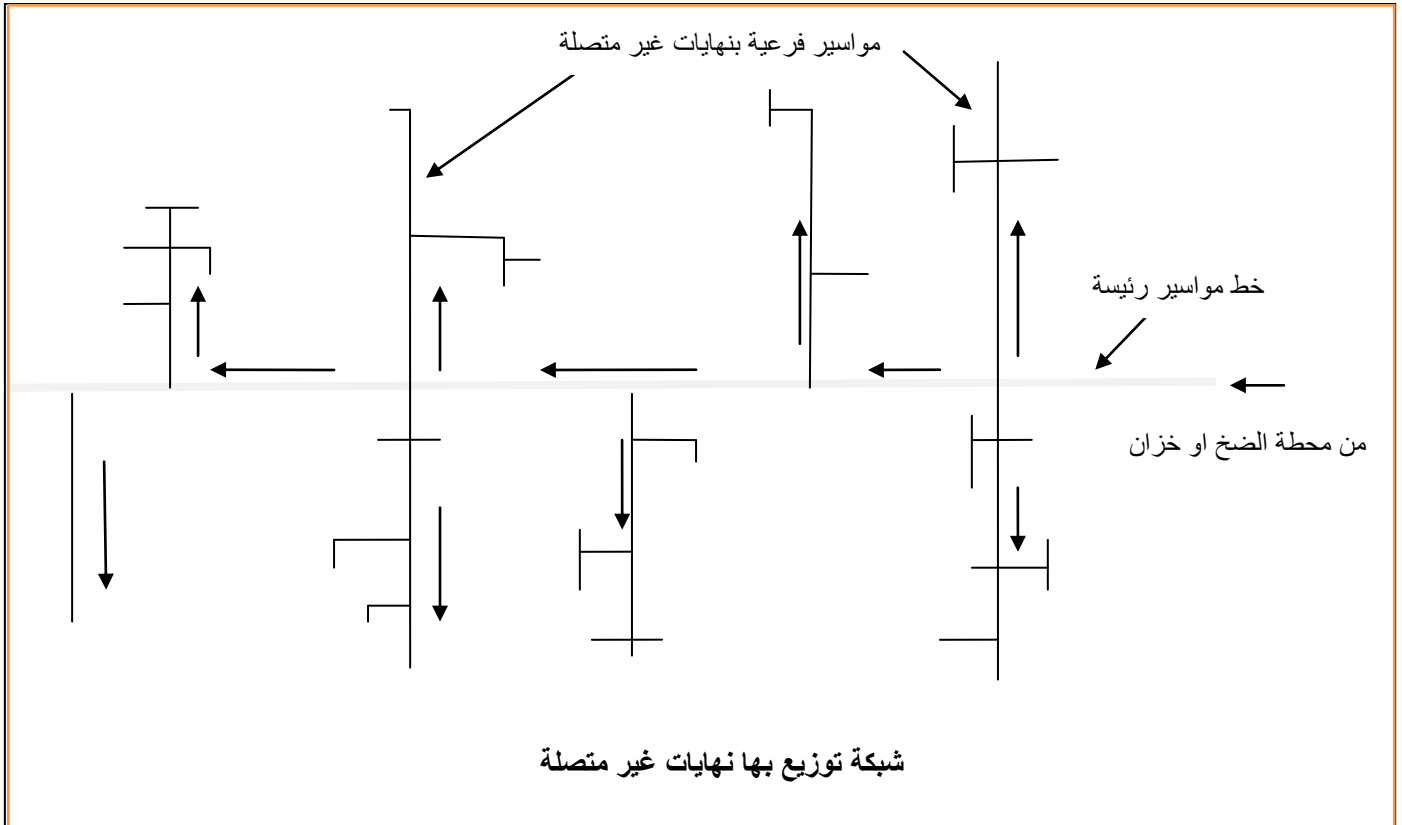 مواسير فرعية بنهايات غير متصلة
خط مواسير رئيسة
من محطة الضخ او خزان
شبكة توزيع بها نهايات غير متصلة